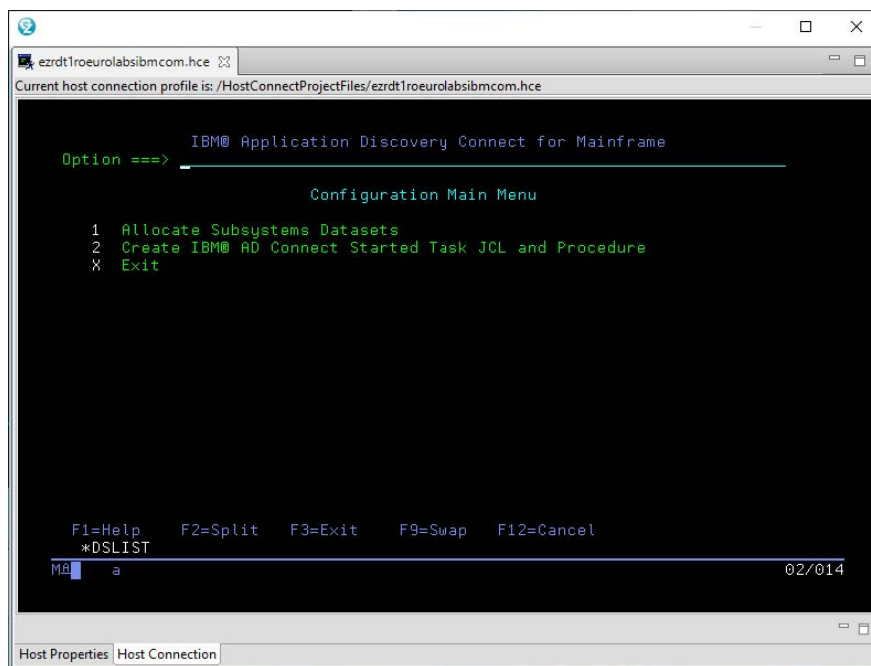 ezrdt1roeurolabsibmcom.hce
Current host connection profile is: /HostConnectProjectFiles/ezrdt1roeurolabsibmcom.hce
IBM® Application Discovery Connect for Mainframe
Option ===>
Configuration Main Menu
1 Allocate Subsystems Datasets
2 Create IBM® AD Connect Started Task JCL and Procedure
X Exit
F1=Help F2=Split F3=Exit F9=Swap F12=Cancel
*DSLIST
MA a 02/014
Host Properties Host Connection